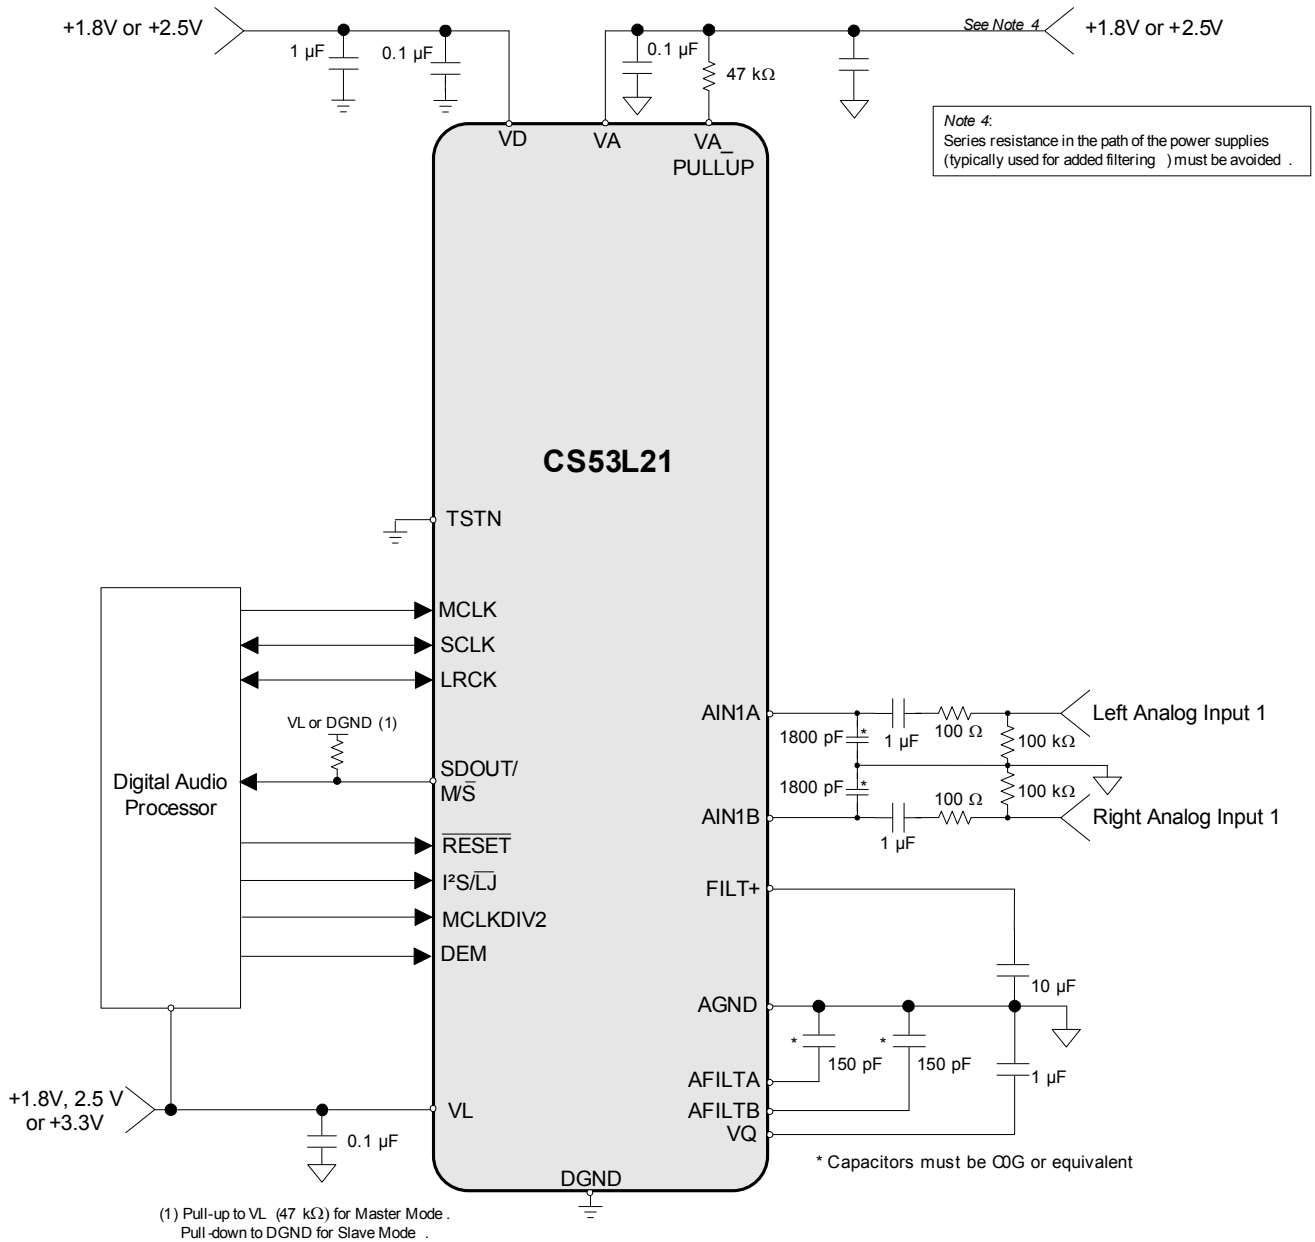 +1.8V or +2.5V
1 µF
0.1 µF
0.1 µF
47 kΩ
See Note 4
+1.8V or +2.5V
Note 4:
Series resistance in the path of the power supplies
(typically used for added filtering ) must be avoided .
VD
VA
VA_
PULLUP
CS53L21
TSTN
MCLK
SCLK
LRCK
VL or DGND (1)
SDOUT/
M/S̅
Digital Audio
Processor
R̅E̅S̅E̅T̅
I²S/L̅J̅
MCLKDIV2
DEM
AIN1A
1800 pF
*
1 µF
100 Ω
100 kΩ
Left Analog Input 1
1800 pF
*
100 Ω
100 kΩ
AIN1B
1 µF
Right Analog Input 1
FILT+
10 µF
AGND
*
150 pF
*
150 pF
1 µF
AFILTA
AFILTB
VQ
+1.8V, 2.5 V
or +3.3V
VL
0.1 µF
* Capacitors must be C0G or equivalent
DGND
(1) Pull-up to VL (47 kΩ) for Master Mode .
Pull-down to DGND for Slave Mode .